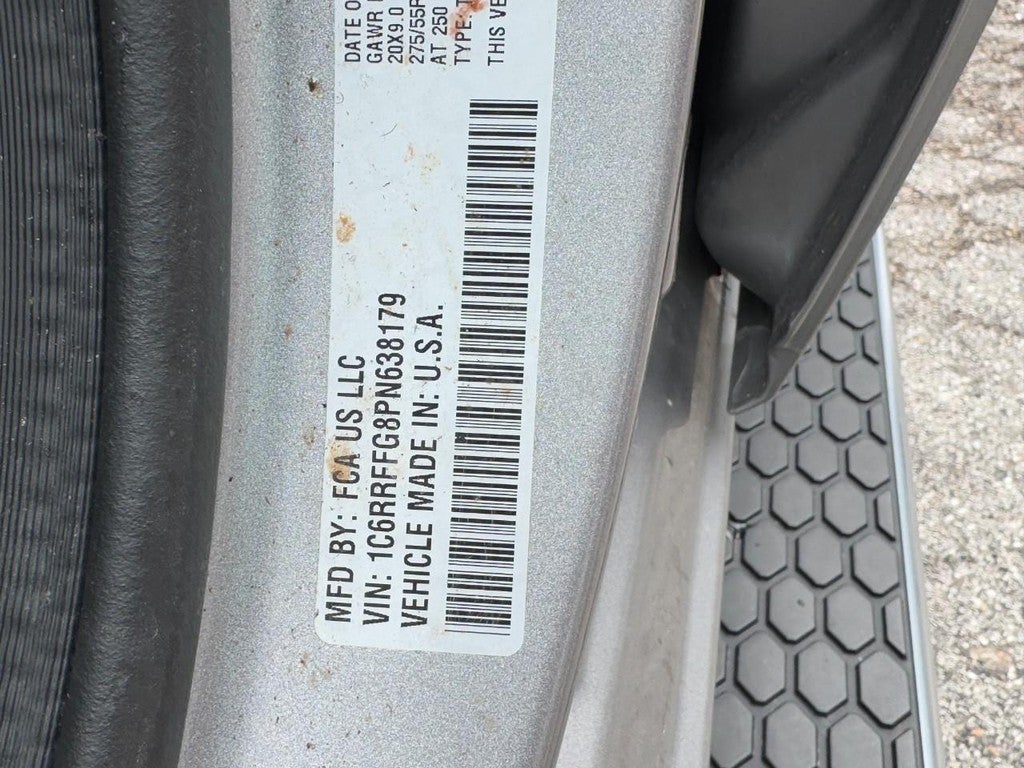 MFD BY: FCA US LLC
VIN: 1C6RRFFG8PN638179
VEHICLE MADE IN: U.S.A.
DATE O
GAWR
20X9.0
275/55R
AT 250
TYPE: T
THIS VE